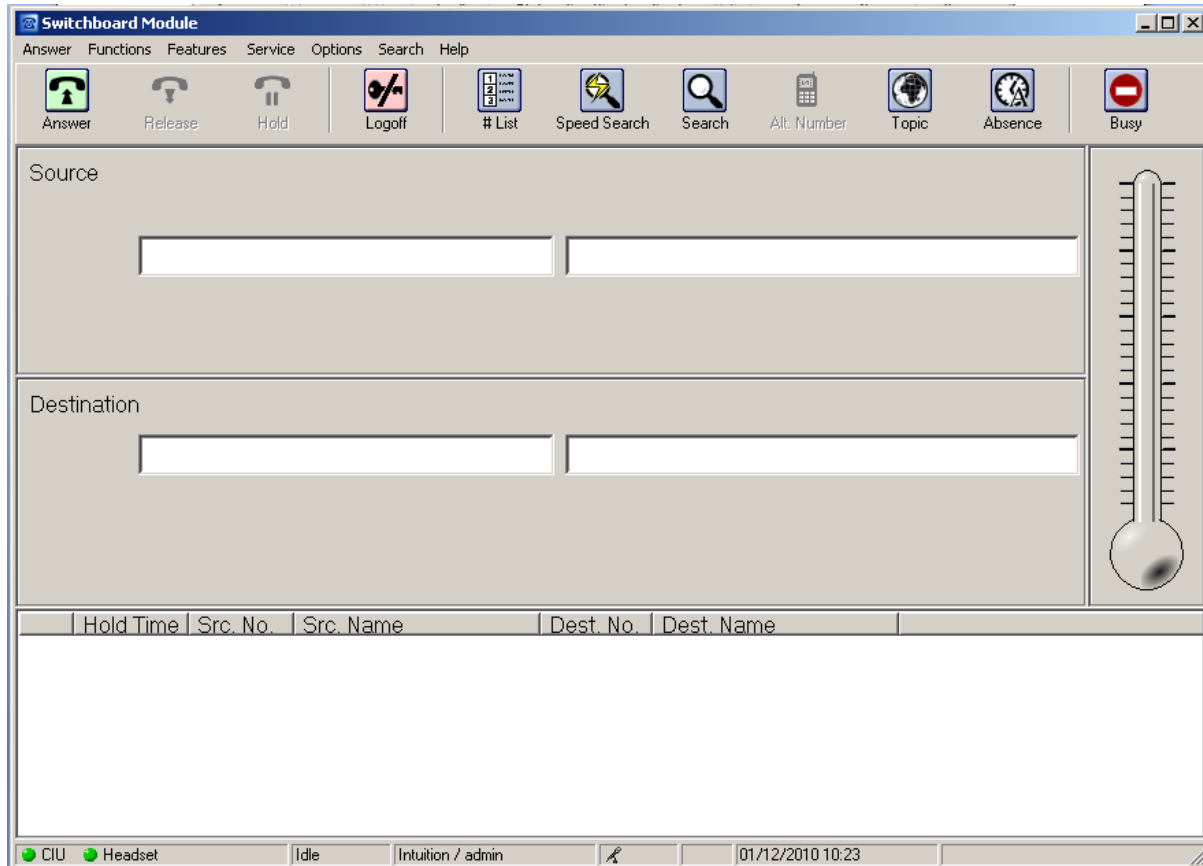 Switchboard Module
Answer Functions Features Service Options Search Help
Answer Release Hold Logoff # List Speed Search Search Alt. Number Topic Absence Busy
Source
Destination
Hold Time Src. No. Src. Name Dest. No. Dest. Name
CIU Headset Idle Intuition / admin 01/12/2010 10:23